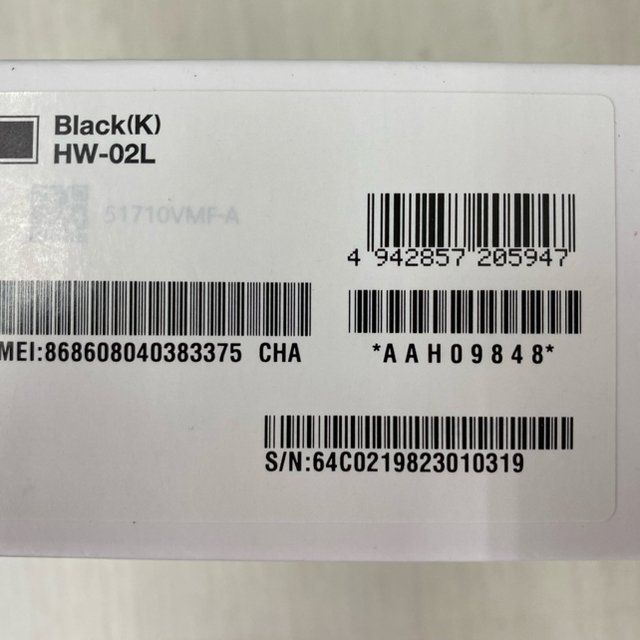 Black(K)
HW-02L
51710VMF-A
4 942857 205947
MEI:868608040383375 CHA
*AAH09848*
S/N:64C0219823010319